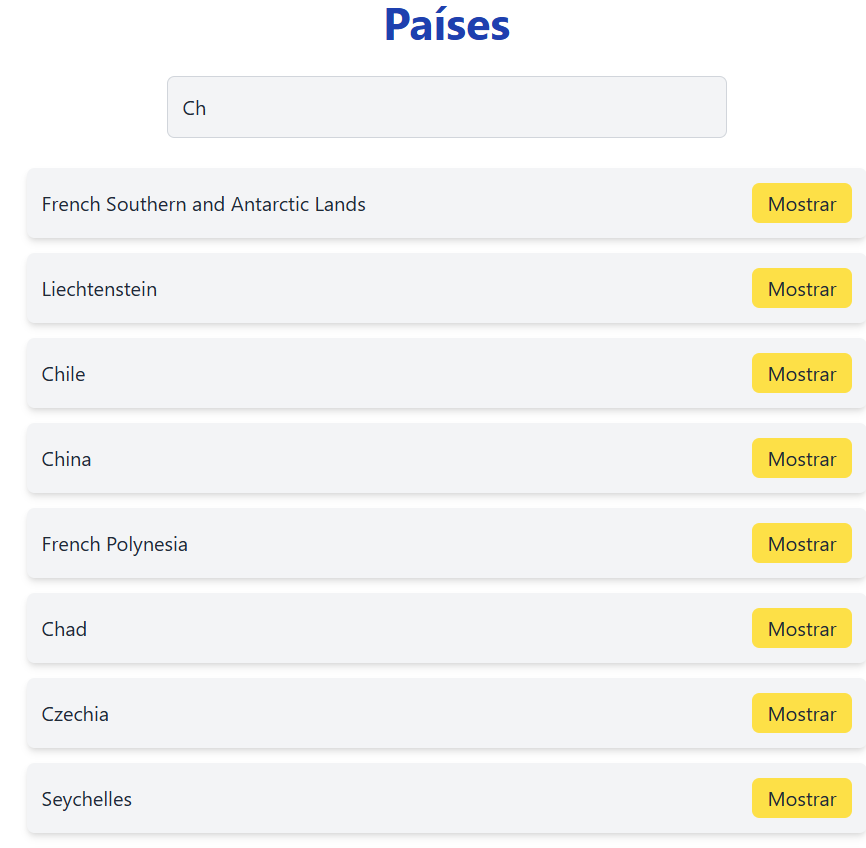 Países
Ch
French Southern and Antarctic Lands Mostrar
Liechtenstein Mostrar
Chile Mostrar
China Mostrar
French Polynesia Mostrar
Chad Mostrar
Czechia Mostrar
Seychelles Mostrar